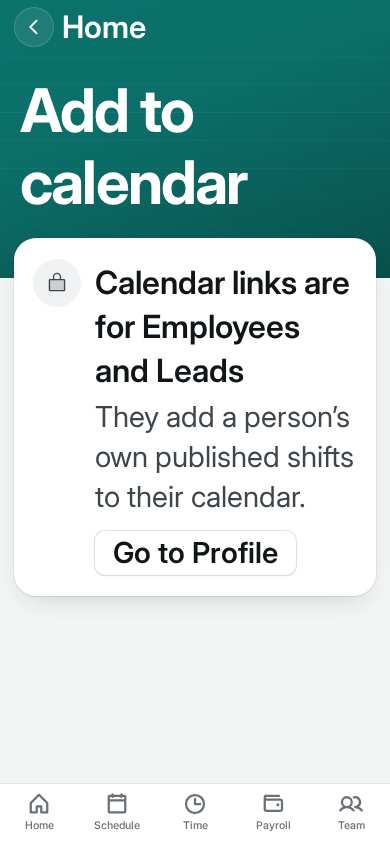 Home
Add to
calendar
Calendar links are
for Employees
and Leads
They add a person’s
own published shifts
to their calendar.
Go to Profile
Home
Schedule
Time
Payroll
Team